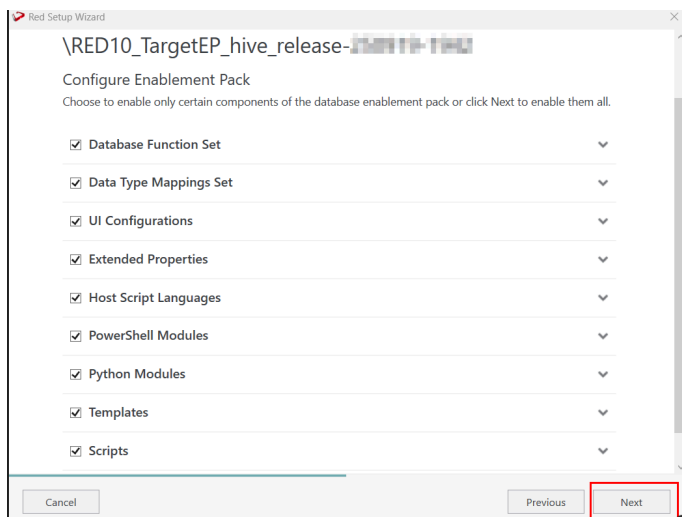 Red Setup Wizard
\RED10_TargetEP_hive_release-
Configure Enablement Pack
Choose to enable only certain components of the database enablement pack or click Next to enable them all.
Database Function Set
Data Type Mappings Set
UI Configurations
Extended Properties
Host Script Languages
PowerShell Modules
Python Modules
Templates
Scripts
Cancel
Previous
Next